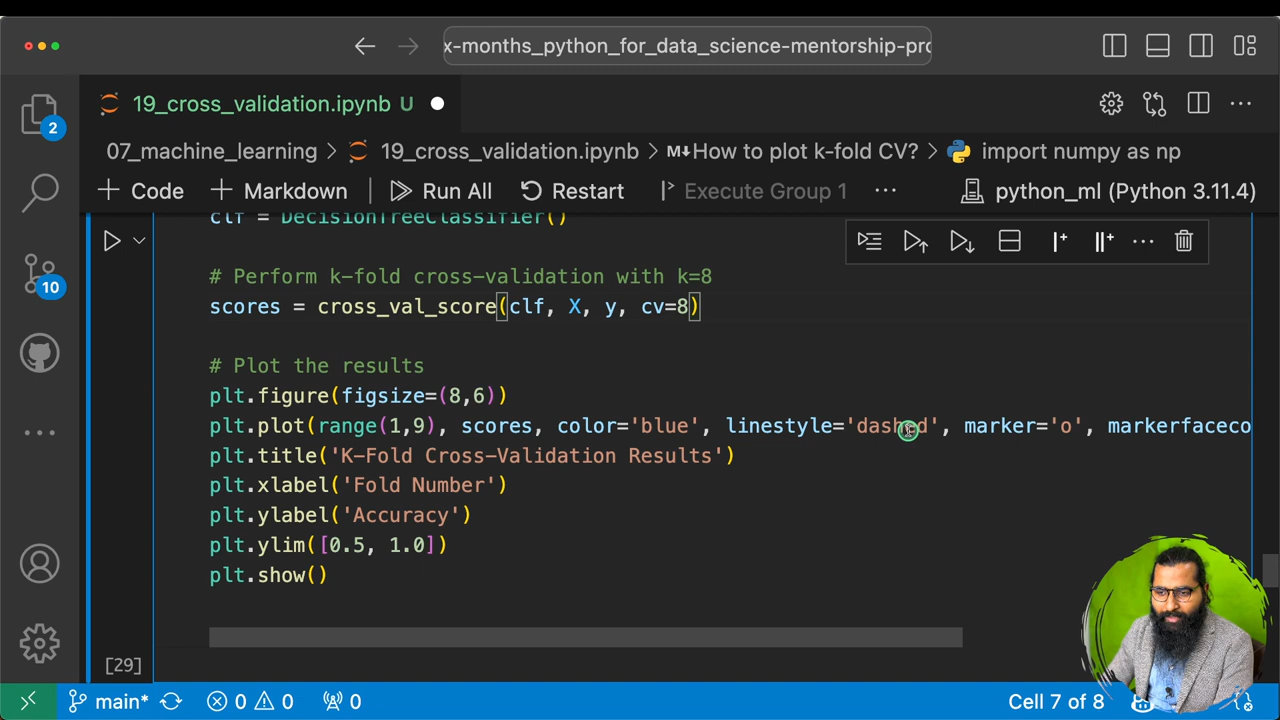 x-months_python_for_data_science-mentorship-pro
19_cross_validation.ipynb U
2
07_machine_learning > 19_cross_validation.ipynb > M↓How to plot k-fold CV? > import numpy as np
+ Code + Markdown | Run All Restart Execute Group 1 ··· python_ml (Python 3.11.4)
clf = DecisionTreeClassifier()
# Perform k-fold cross-validation with k=8
scores = cross_val_score(clf, X, y, cv=8)
10
# Plot the results
plt.figure(figsize=(8,6))
plt.plot(range(1,9), scores, color='blue', linestyle='dashed', marker='o', markerfaceco
plt.title('K-Fold Cross-Validation Results')
plt.xlabel('Fold Number')
plt.ylabel('Accuracy')
plt.ylim([0.5, 1.0])
plt.show()
[29]
main* 0 0 0 Cell 7 of 8